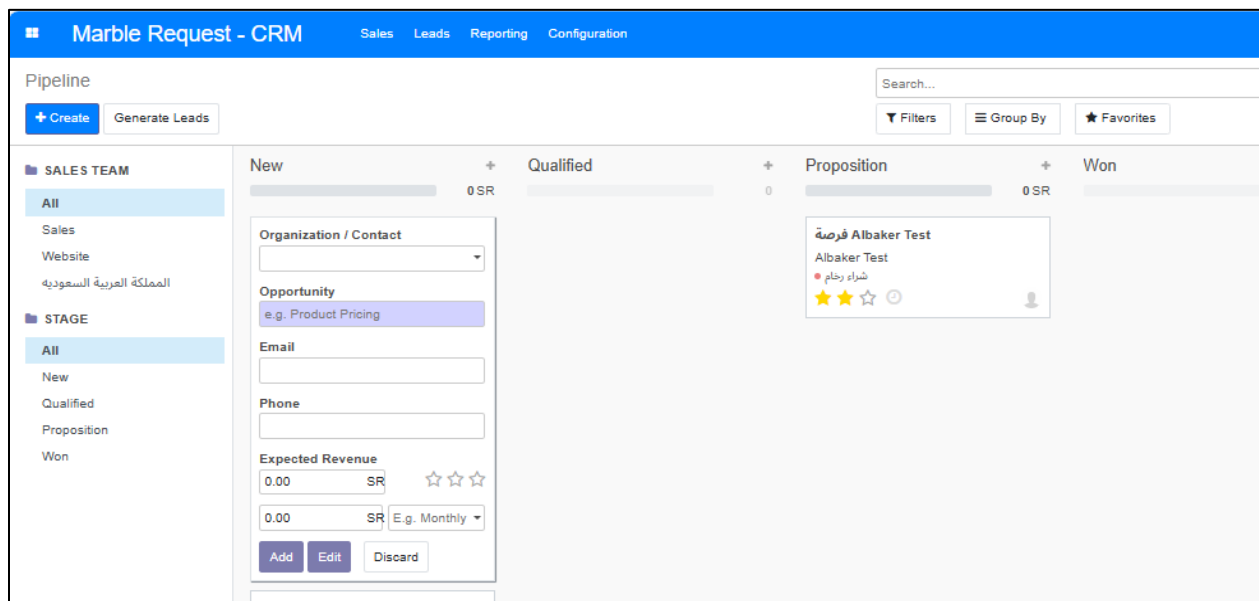 Marble Request - CRM Sales Leads Reporting Configuration
Pipeline
Search...
+ Create Generate Leads
Filters Group By Favorites
SALES TEAM
All
Sales
Website
المملكة العربية السعوديه
STAGE
All
New
Qualified
Proposition
Won
New +
0 SR
Organization / Contact
Opportunity
e.g. Product Pricing
Email
Phone
Expected Revenue
0.00 SR
0.00 SR E.g. Monthly
Add Edit Discard
Qualified +
0
Proposition +
0 SR
فرصة Albaker Test
Albaker Test
شراء رخام
Won